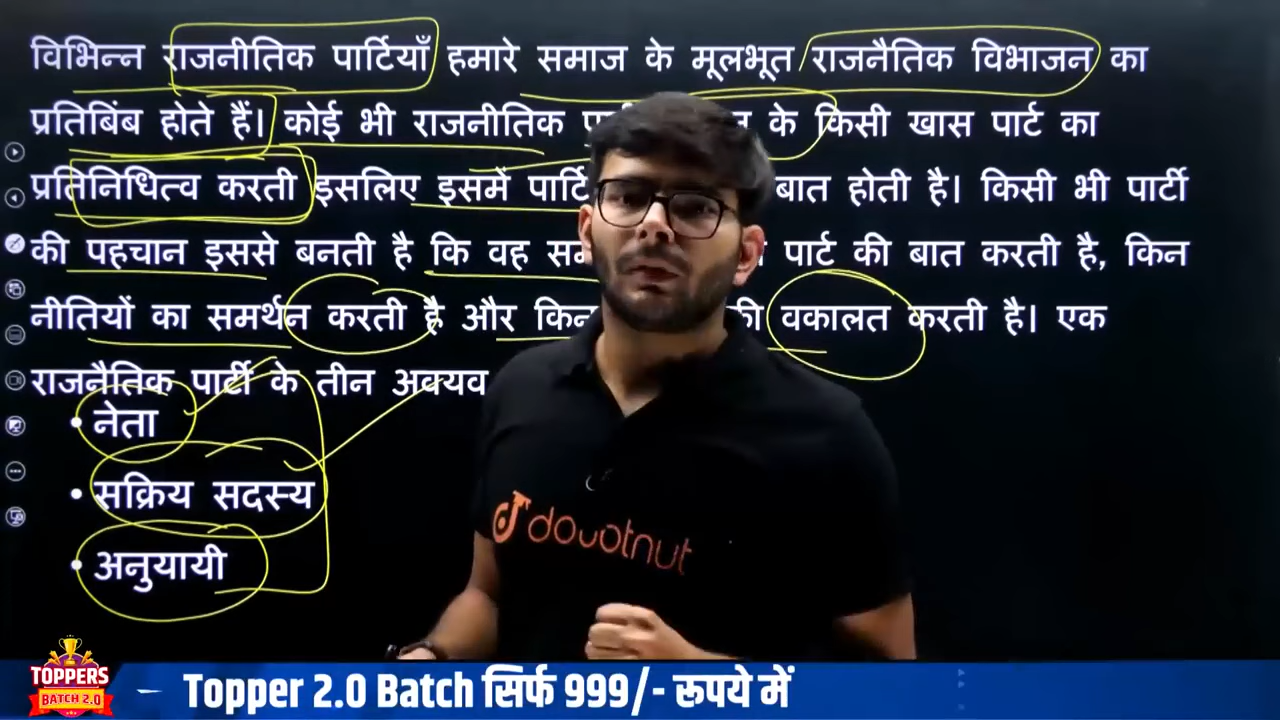 विभिन्न राजनीतिक पार्टियाँ हमारे समाज के मूलभूत राजनैतिक विभाजन का
प्रतिबिंब होते हैं। कोई भी राजनीतिक के किसी खास पार्ट का
प्रतिनिधित्व करती इसलिए इसमें बात होती है। किसी भी पार्टी
की पहचान इससे बनती है कि वह पार्ट की बात करती है, किन
नीतियों का समर्थन करती है और किन की वकालत करती है। एक
राजनैतिक पार्टी के तीन अवयव
• नेता
• सक्रिय सदस्य
• अनुयायी
doubtnut
TOPPERS
BATCH 2.0
Topper 2.0 Batch सिर्फ 999/- रूपये में